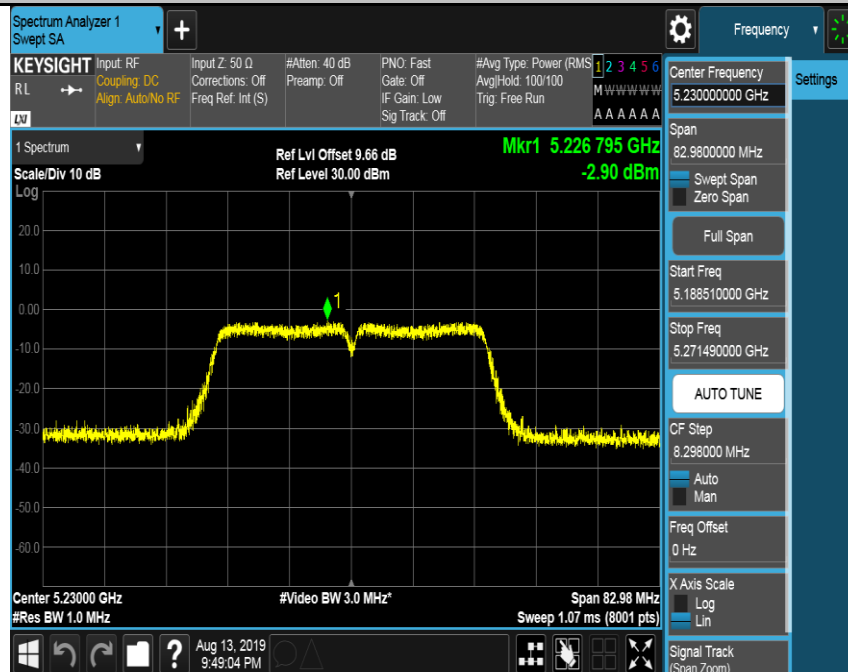 Spectrum Analyzer 1
Swept SA
+
Frequency
KEYSIGHT
RL
LXI
Input: RF
Coupling: DC
Align: Auto/No RF
Input Z: 50 Ω
Corrections: Off
Freq Ref: Int (S)
#Atten: 40 dB
Preamp: Off
PNO: Fast
Gate: Off
IF Gain: Low
Sig Track: Off
#Avg Type: Power (RMS
Avg|Hold: 100/100
Trig: Free Run
1 2 3 4 5 6
M W W W W W
A A A A A A
1 Spectrum
Scale/Div 10 dB
Ref Lvl Offset 9.66 dB
Ref Level 30.00 dBm
Mkr1 5.226 795 GHz
-2.90 dBm
Log
20.0
10.0
0.00
-10.0
-20.0
-30.0
-40.0
-50.0
-60.0
1
Center 5.23000 GHz
#Res BW 1.0 MHz
#Video BW 3.0 MHz*
Span 82.98 MHz
Sweep 1.07 ms (8001 pts)
?
Aug 13, 2019
9:49:04 PM
Center Frequency
5.230000000 GHz
Span
82.9800000 MHz
Swept Span
Zero Span
Full Span
Start Freq
5.188510000 GHz
Stop Freq
5.271490000 GHz
AUTO TUNE
CF Step
8.298000 MHz
Auto
Man
Freq Offset
0 Hz
X Axis Scale
Log
Lin
Signal Track
(Span Zoom)
Settings